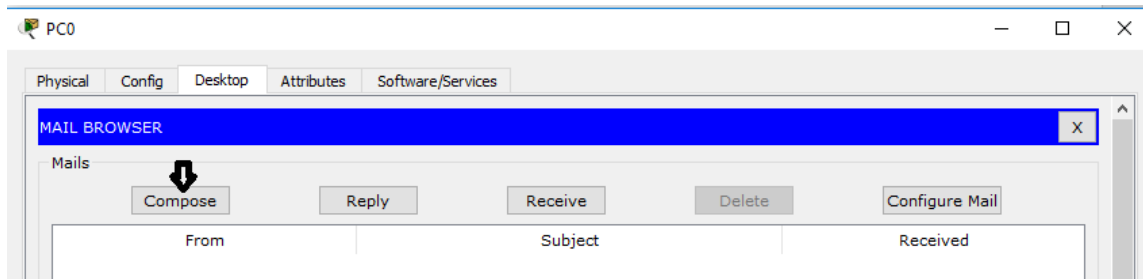 PC0
Physical Config Desktop Attributes Software/Services
MAIL BROWSER X
Mails
Compose Reply Receive Delete Configure Mail
From Subject Received